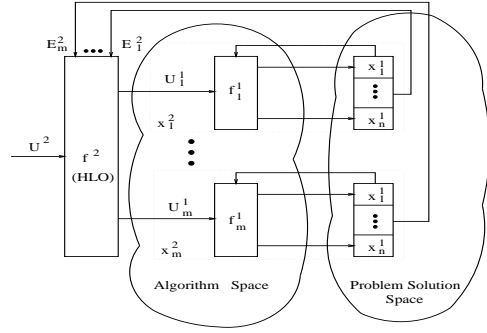 E²ₘ ••• E²₁
U¹₁ f¹₁ x¹₁
•••
x¹ₙ
x²₁
U² f² (HLO)
•••
U¹ₘ f¹ₘ x¹₁
•••
x¹ₙ
x²ₘ
Algorithm Space
Problem Solution
Space